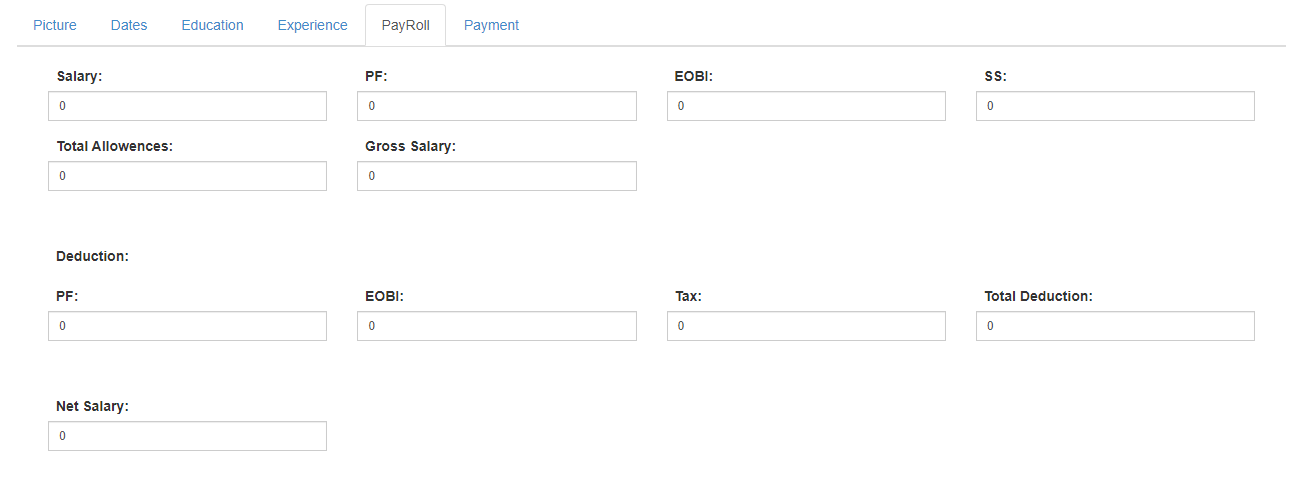 Picture Dates Education Experience PayRoll Payment
Salary: PF: EOBI: SS:
0 0 0 0
Total Allowences: Gross Salary:
0 0
Deduction:
PF: EOBI: Tax: Total Deduction:
0 0 0 0
Net Salary:
0